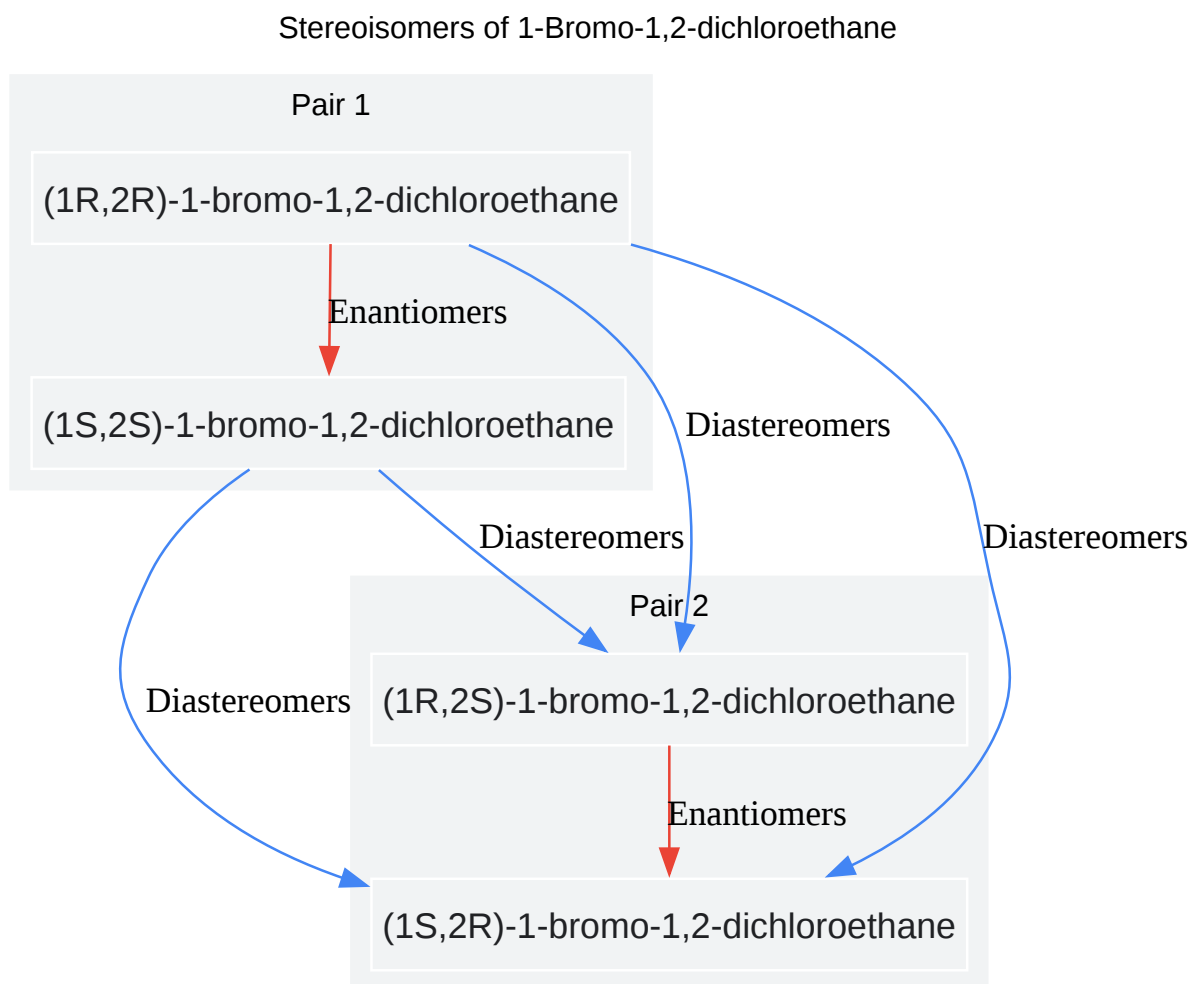 Stereoisomers of 1-Bromo-1,2-dichloroethane
Pair 1
(1R,2R)-1-bromo-1,2-dichloroethane
Enantiomers
(1S,2S)-1-bromo-1,2-dichloroethane
Diastereomers
Diastereomers
Diastereomers
Pair 2
(1R,2S)-1-bromo-1,2-dichloroethane
Diastereomers
Enantiomers
(1S,2R)-1-bromo-1,2-dichloroethane